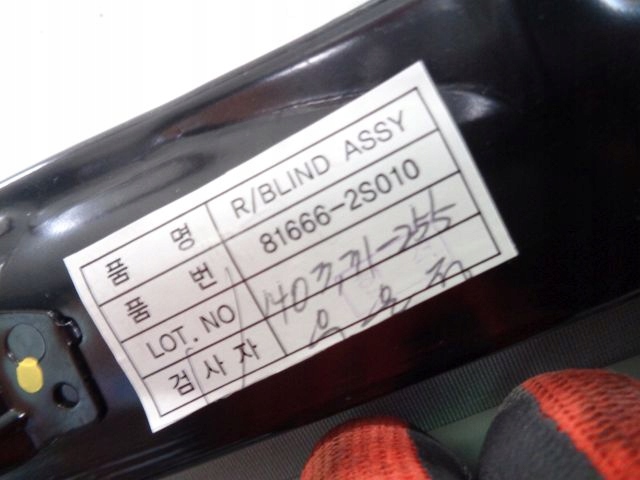 품 명 R/BLIND ASSY
품 번 81666-2S010
LOT. NO
검사자